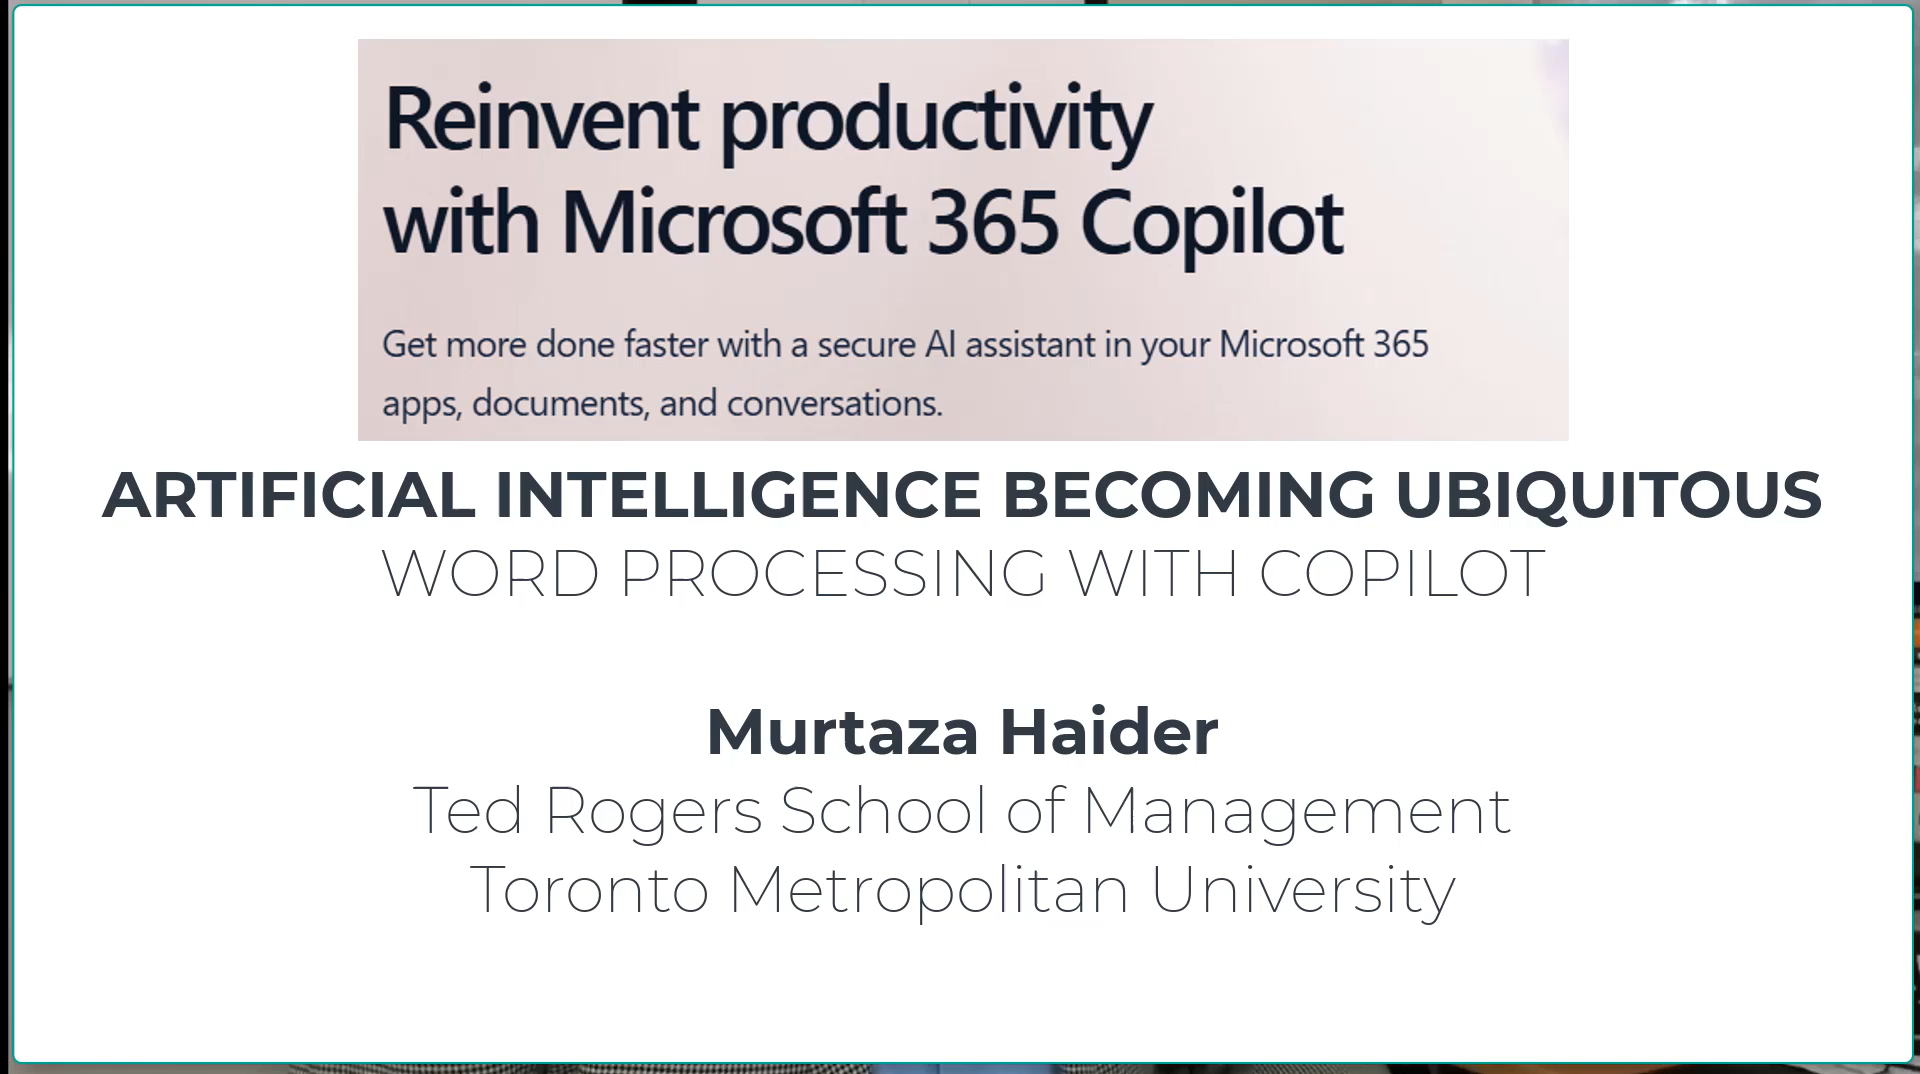 Reinvent productivity
with Microsoft 365 Copilot
Get more done faster with a secure AI assistant in your Microsoft 365
apps, documents, and conversations.
ARTIFICIAL INTELLIGENCE BECOMING UBIQUITOUS
WORD PROCESSING WITH COPILOT
Murtaza Haider
Ted Rogers School of Management
Toronto Metropolitan University